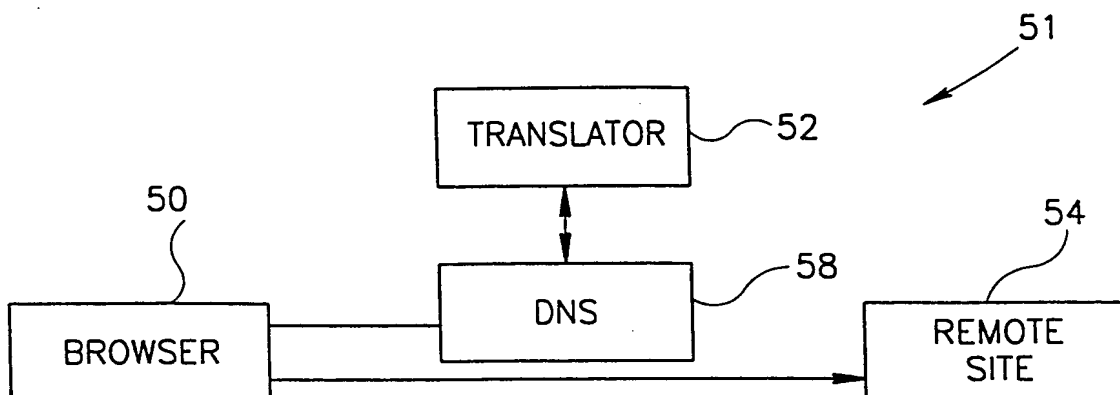 51
TRANSLATOR
52
50
54
58
DNS
BROWSER
REMOTE
SITE